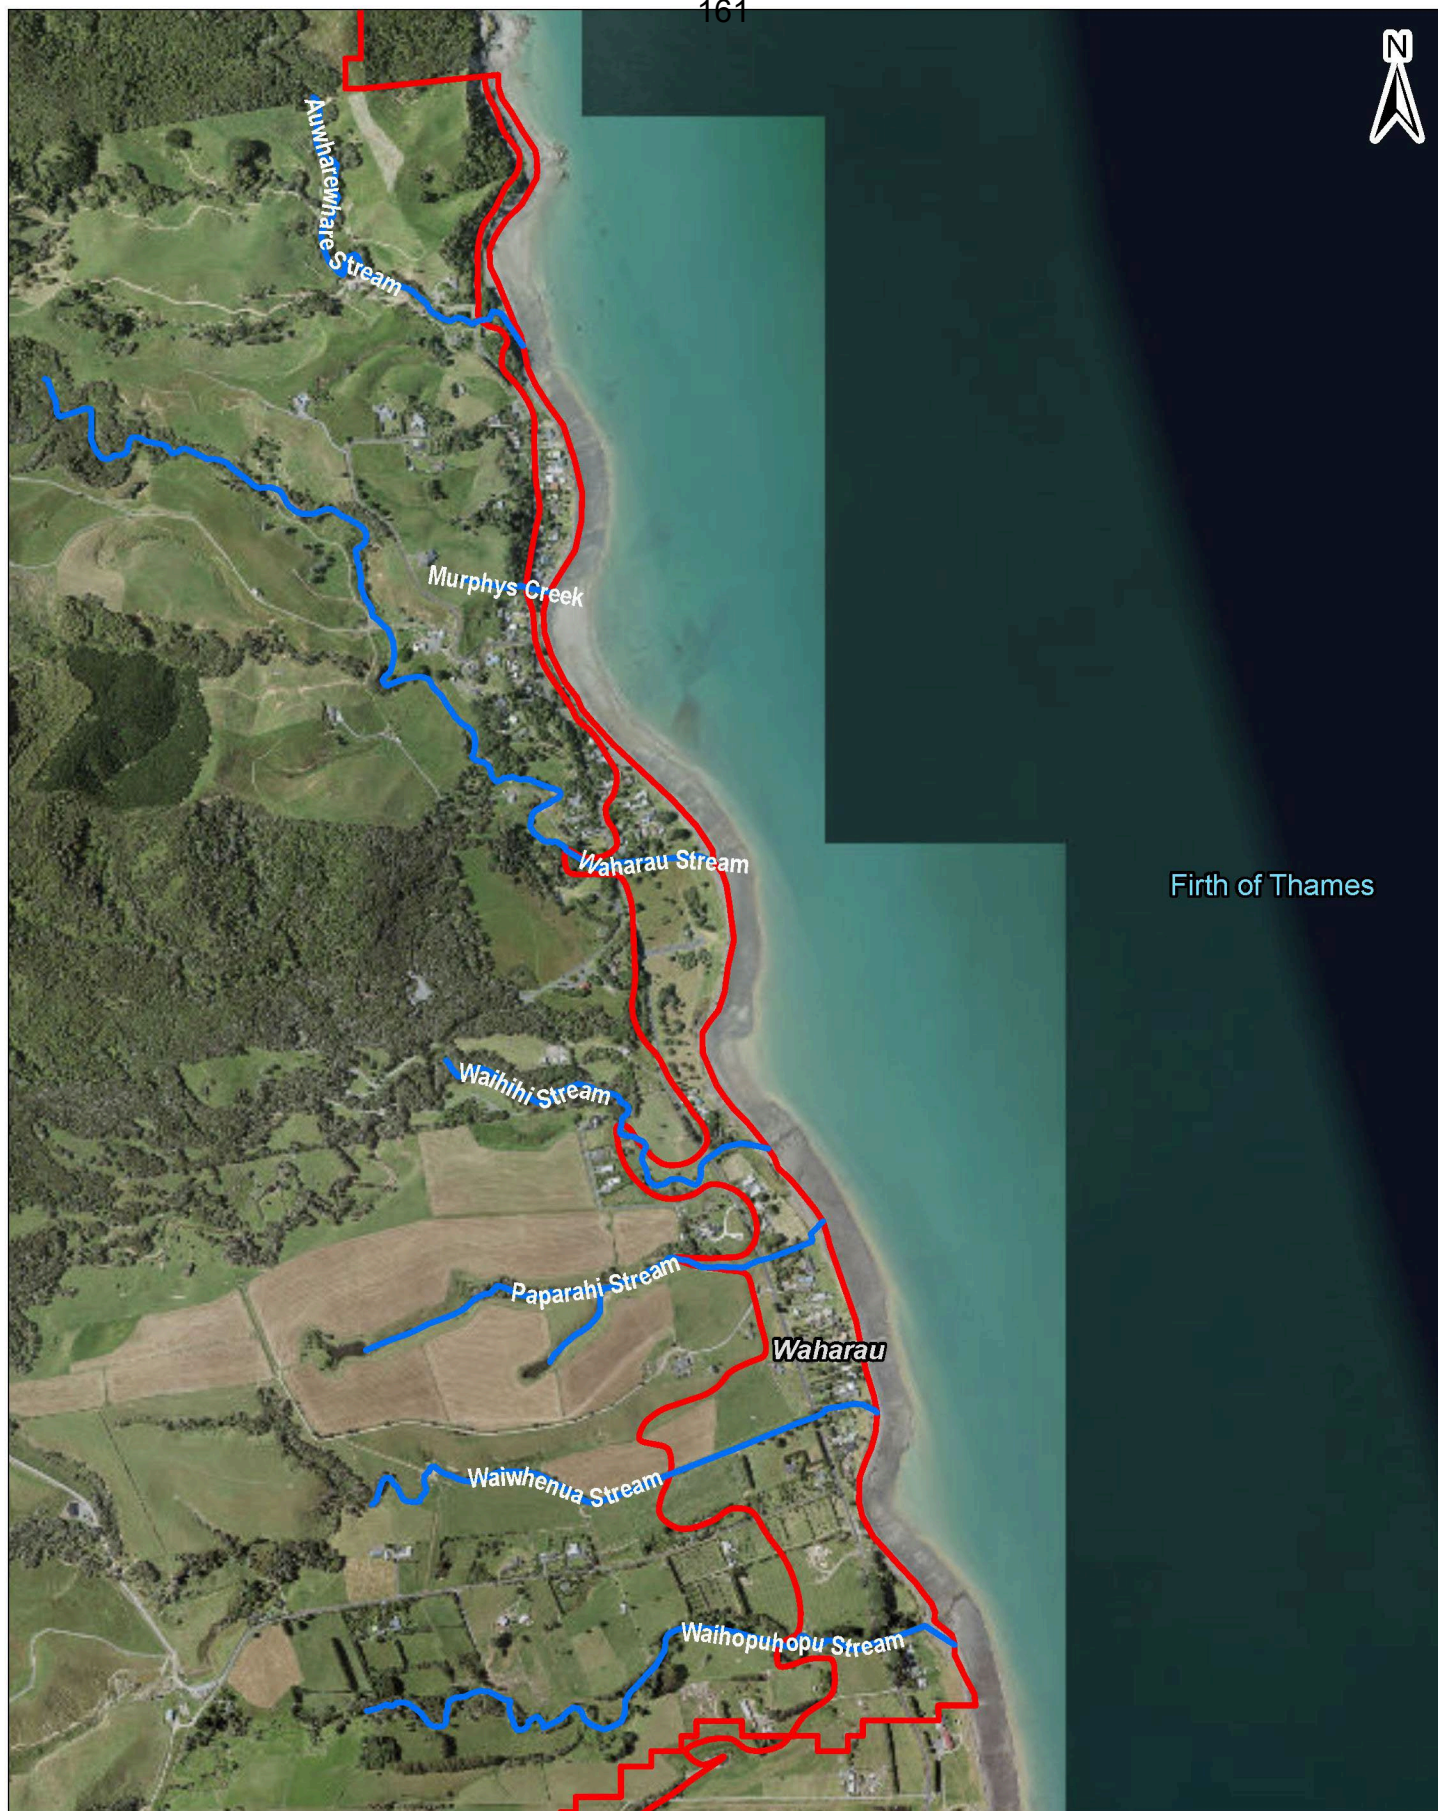 161
N
Auwharewhare Stream
Murphys Creek
Waharau Stream
Firth of Thames
Waihihi Stream
Paparahi Stream
Waharau
Waiwhenua Stream
Waihopuhopu Stream